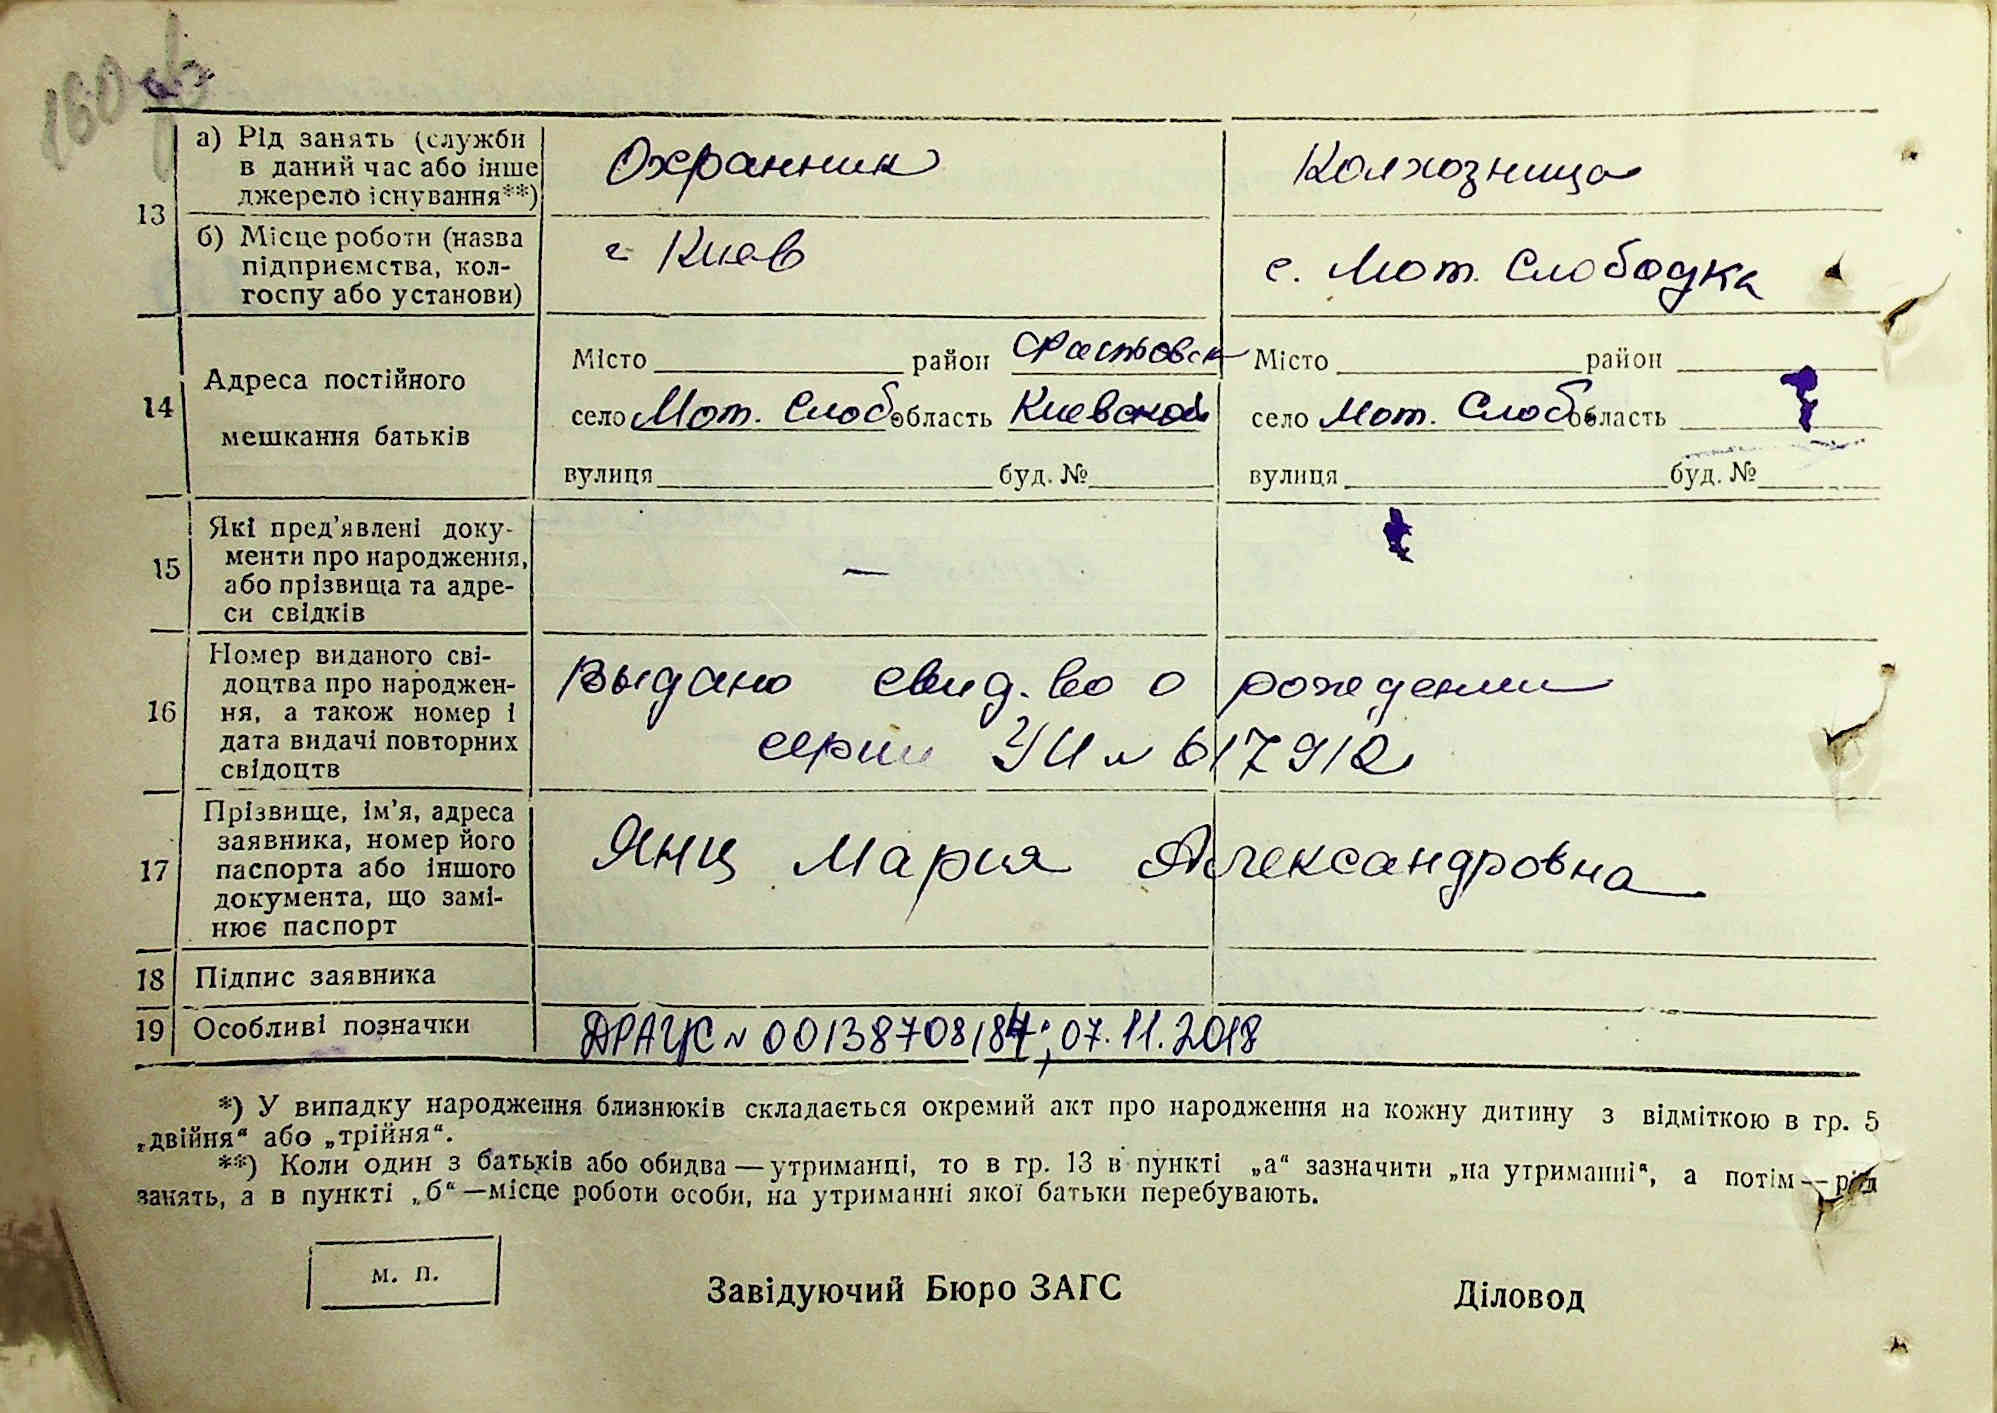 160
13
а) Рід занять (служби
в даний час або інше
джерело існування**)
Охранник
Колхозница
б) Місце роботи (назва
підприємства, кол-
госпу або установи)
г Киев
с. Мот. Слободка
14
Адреса постійного
мешкання батьків
Місто район Фастовск
село Мот. Слоб. область Киевской
вулиця буд. №
Місто район
село Мот. Слоб. область
вулиця буд. №
15
Які пред'явлені доку-
менти про народження,
або прізвища та адре-
си свідків
—
16
Номер виданого сві-
доцтва про народжен-
ня, а також номер і
дата видачі повторних
свідоцтв
Выдано свид-во о рождении
серии УИ № 617912
17
Прізвище, ім'я, адреса
заявника, номер його
паспорта або іншого
документа, що замі-
нює паспорт
Янц Мария Александровна
18 Підпис заявника
19 Особливі позначки
ДРАЦС № 00138708184; 07.11.2018
*) У випадку народження близнюків складається окремий акт про народження на кожну дитину з відміткою в гр. 5
„двійня“ або „трійня“.
**) Коли один з батьків або обидва — утриманці, то в гр. 13 в пункті „а“ зазначити „на утриманні“, а потім — рід
занять, а в пункті „б“ — місце роботи особи, на утриманні якої батьки перебувають.
м. п.
Завідуючий Бюро ЗАГС
Діловод